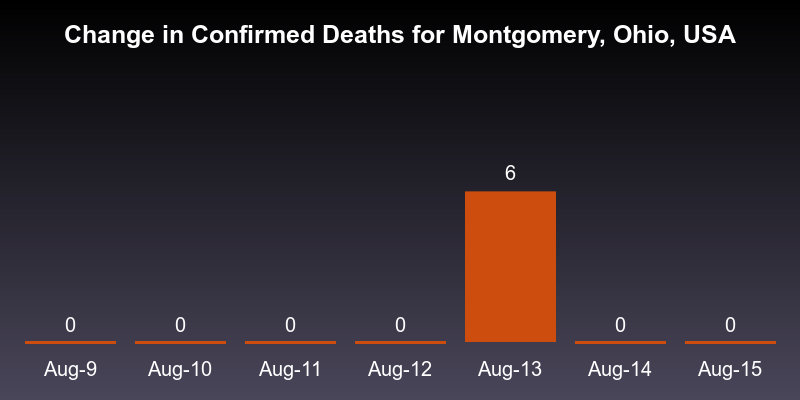 Change in Confirmed Deaths for Montgomery, Ohio, USA
6
0 0 0 0 0 0
Aug-9 Aug-10 Aug-11 Aug-12 Aug-13 Aug-14 Aug-15